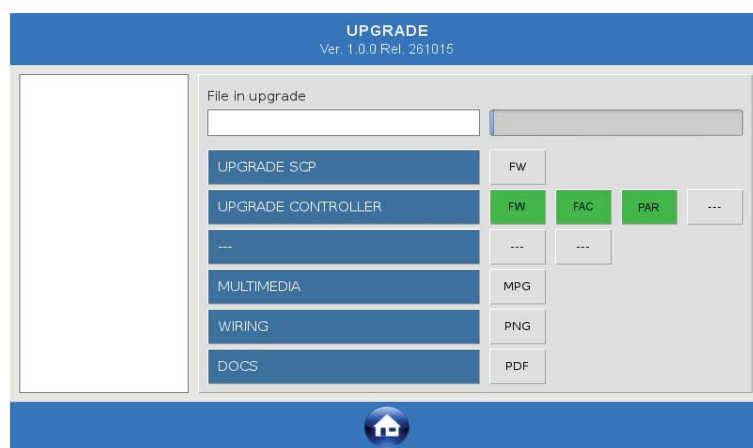 UPGRADE
Ver. 1.0.0 Rel. 261015
File in upgrade
UPGRADE SCP FW
UPGRADE CONTROLLER FW FAC PAR ---
--- --- ---
MULTIMEDIA MPG
WIRING PNG
DOCS PDF